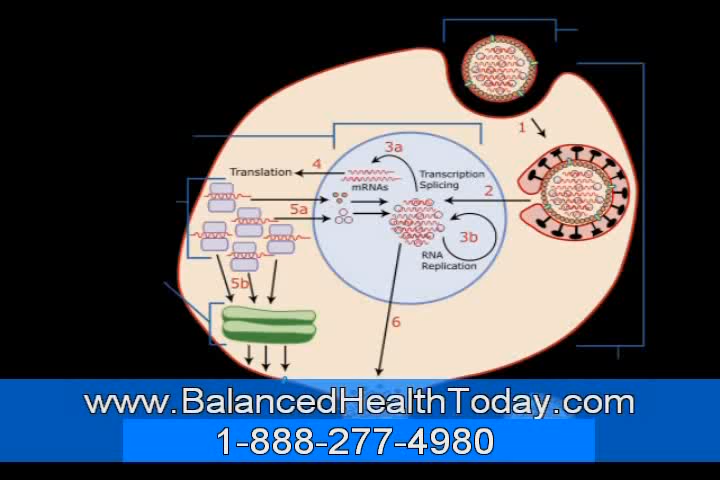 1
3a
4
Translation
mRNAs
Transcription
Splicing
2
5a
3b
RNA
Replication
5b
6
www.BalancedHealthToday.com
1-888-277-4980